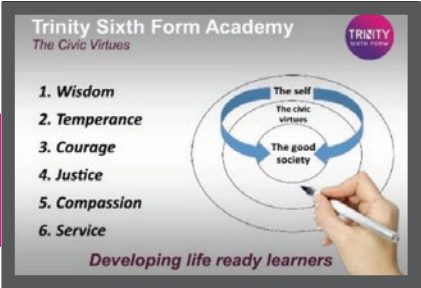 Trinity Sixth Form Academy
The Civic Virtues
TRINITY
SIXTH FORM
1. Wisdom
2. Temperance
3. Courage
4. Justice
5. Compassion
6. Service
The self
The civic
virtues
The good
society
Developing life ready learners